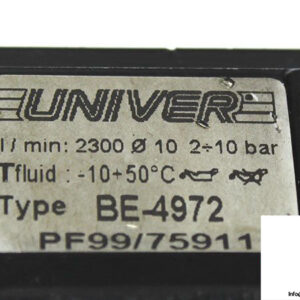 UNIVER
l/min: 2300 Ø 10 2÷10 bar
Tfluid: -10+50°C
Type BE-4972
PF99/75911